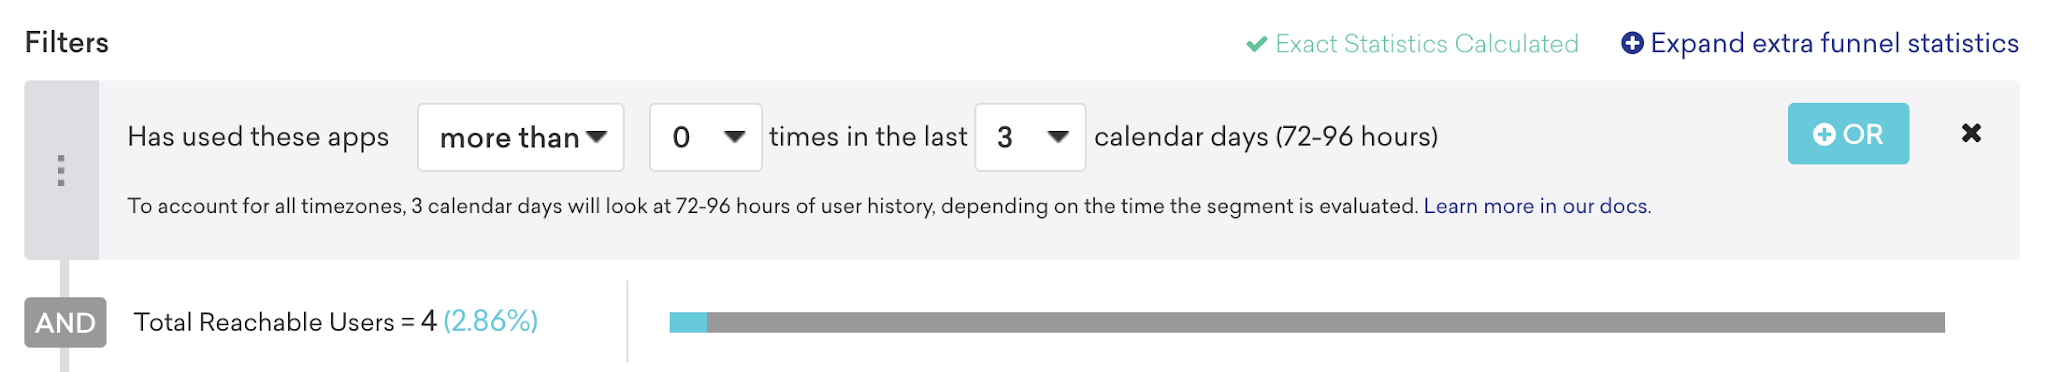 Filters
Exact Statistics Calculated
Expand extra funnel statistics
Has used these apps more than 0 times in the last 3 calendar days (72-96 hours)
OR
To account for all timezones, 3 calendar days will look at 72-96 hours of user history, depending on the time the segment is evaluated. Learn more in our docs.
AND
Total Reachable Users = 4 (2.86%)